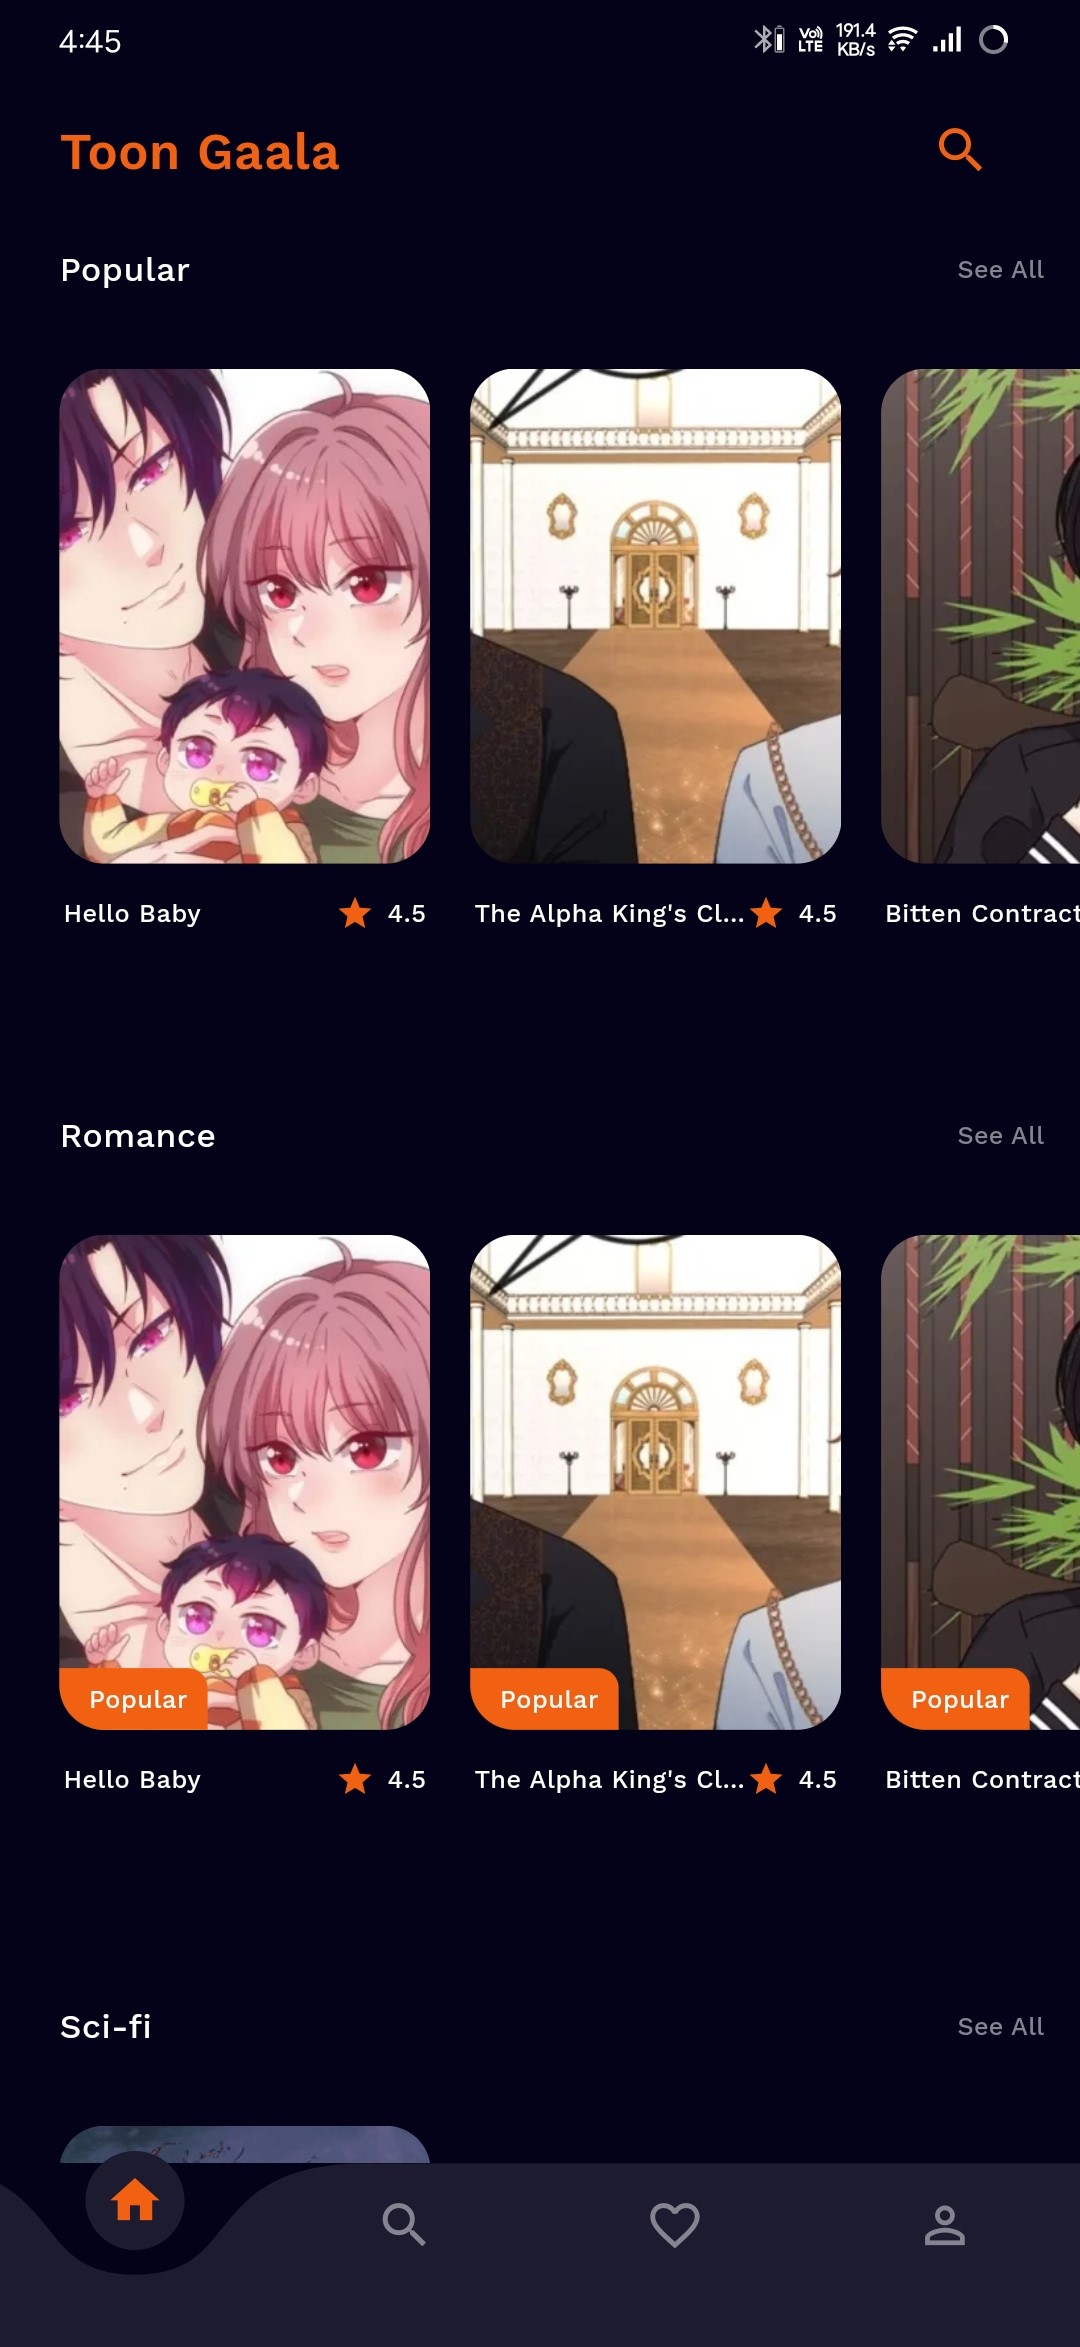 4:45
Vo)) LTE
191.4 KB/s
Toon Gaala
Popular
See All
Hello Baby
4.5
The Alpha King's Cl...
4.5
Bitten Contract
Romance
See All
Popular
Popular
Popular
Hello Baby
4.5
The Alpha King's Cl...
4.5
Bitten Contract
Sci-fi
See All